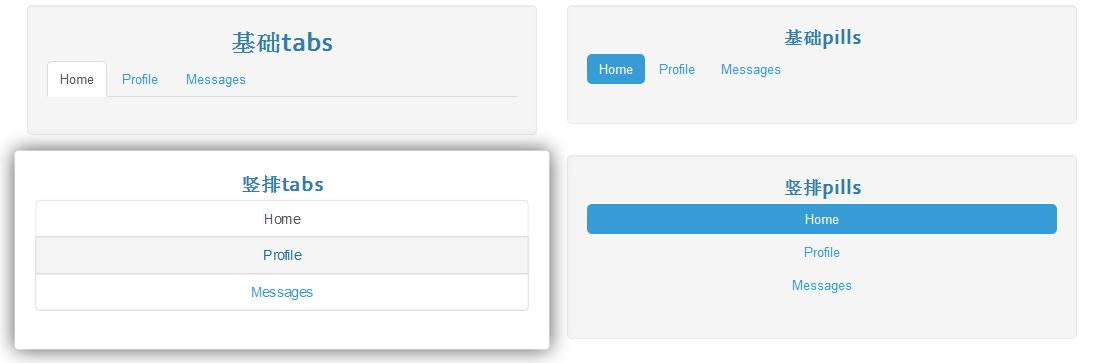 基础tabs
Home Profile Messages
基础pills
Home Profile Messages
竖排tabs
Home
Profile
Messages
竖排pills
Home
Profile
Messages